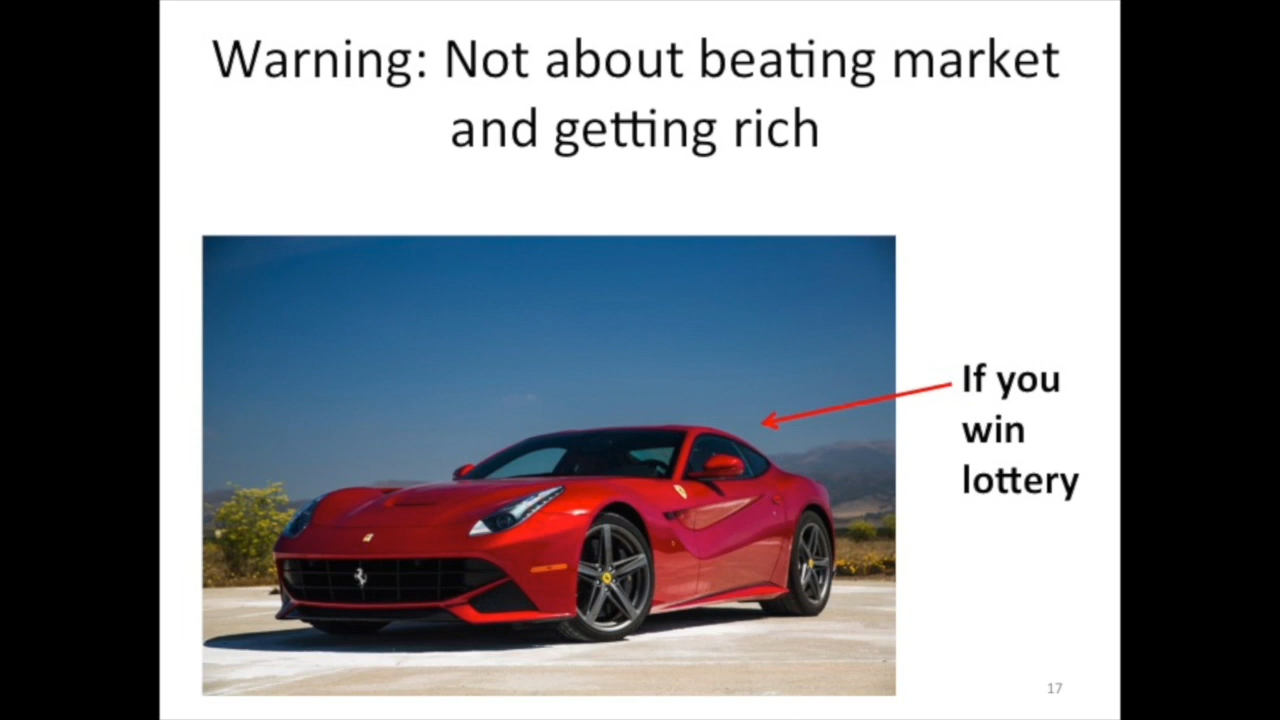 Warning: Not about beating market
and getting rich
If you
win
lottery
17